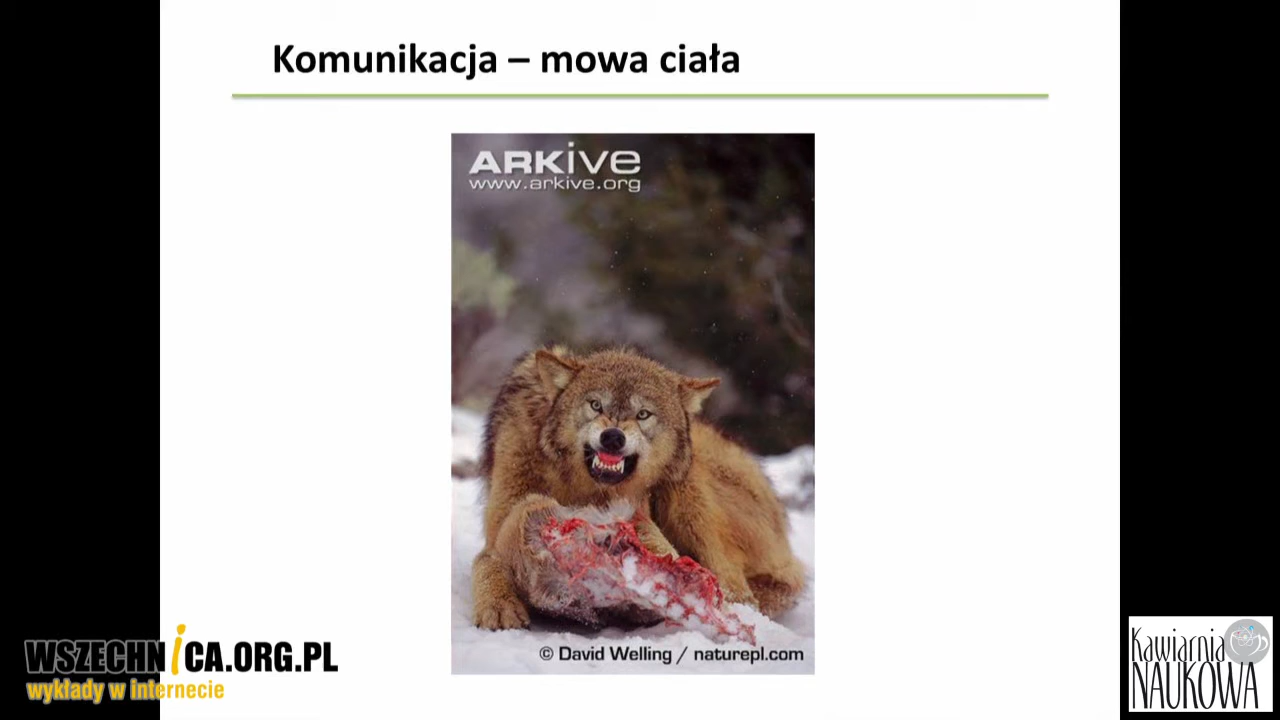 Komunikacja – mowa ciała
ARKive
www.arkive.org
© David Welling / naturepl.com
WSZECHNiCA.ORG.PL
wykłady w internecie
Kawiarnia
NAUKOWA